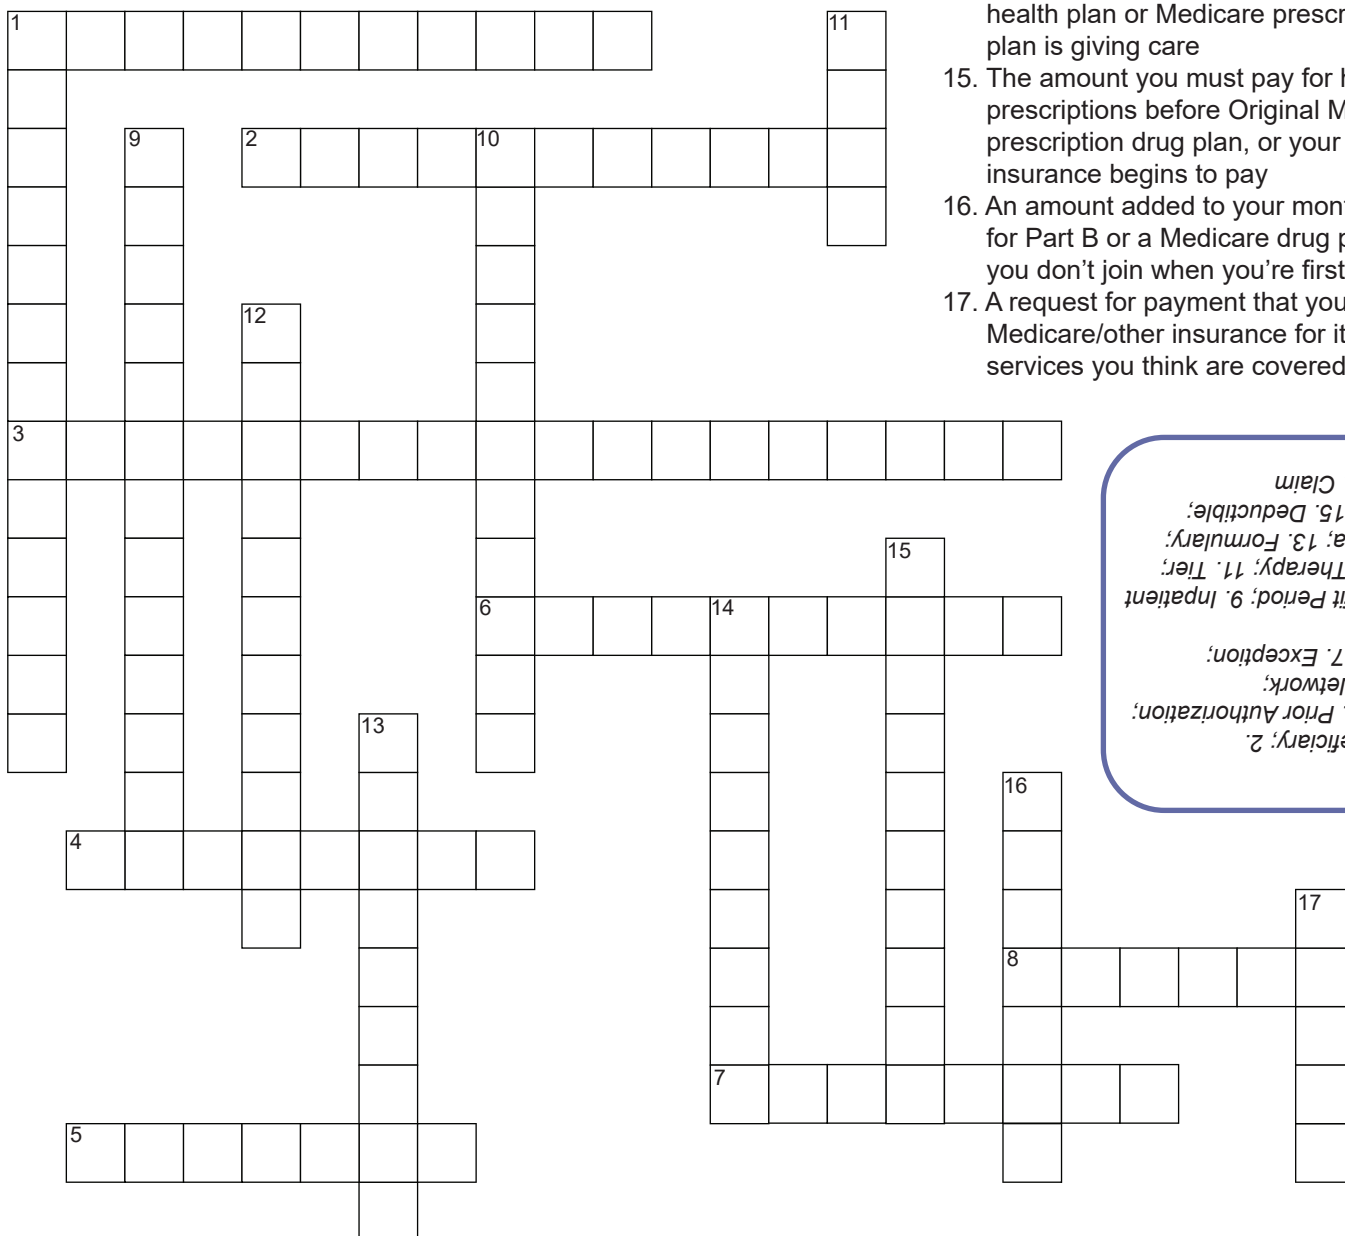 health plan or Medicare
plan is giving care
15. The amount you must pay for
prescriptions before Original
prescription drug plan, or your
insurance begins to pay
16. An amount added to your
for Part B or a Medicare drug
you don’t join when you’re first
17. A request for payment that you
Medicare/other insurance for
services you think are covered
1
11
9
2
10
12
3
15
6
14
13
16
4
17
8
7
5
2.
Prior Authorization;
7. Exception;
Period; 9. Inpatient
Therapy; 11. Tier;
13. Formulary;
15. Deductible;
Claim